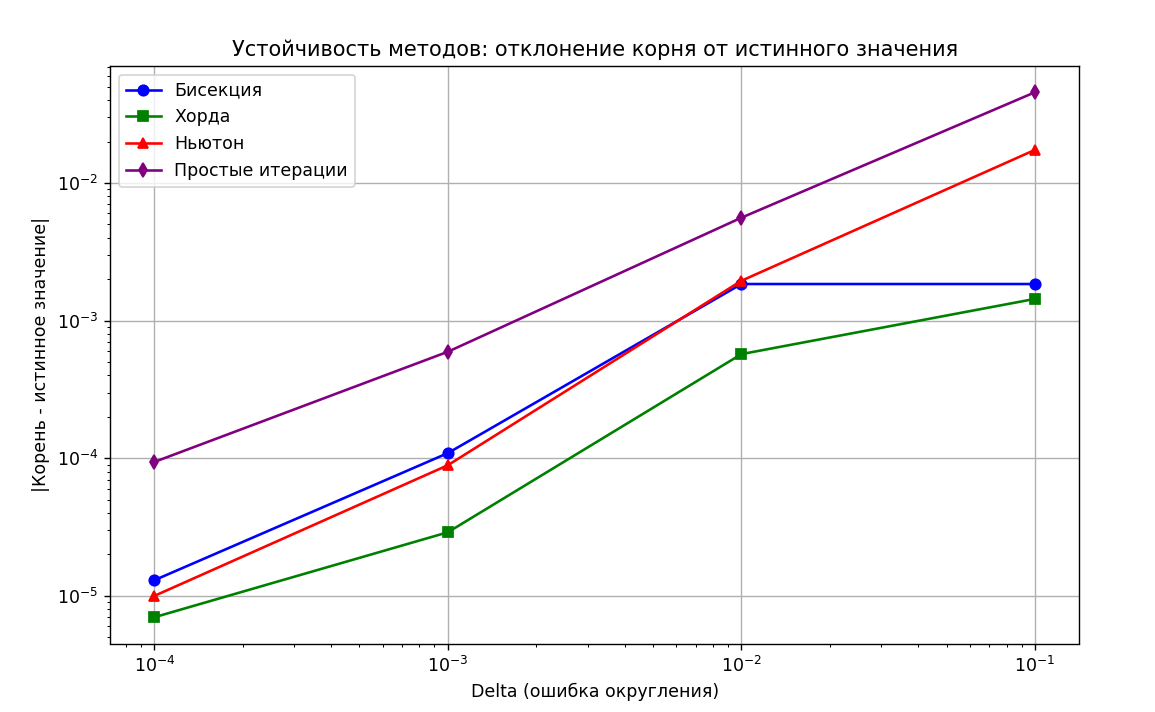 Устойчивость методов: отклонение корня от истинного значения
Бисекция
Хорда
Ньютон
Простые итерации
|Корень - истинное значение|
10⁻²
10⁻³
10⁻⁴
10⁻⁵
10⁻⁴ 10⁻³ 10⁻² 10⁻¹
Delta (ошибка округления)